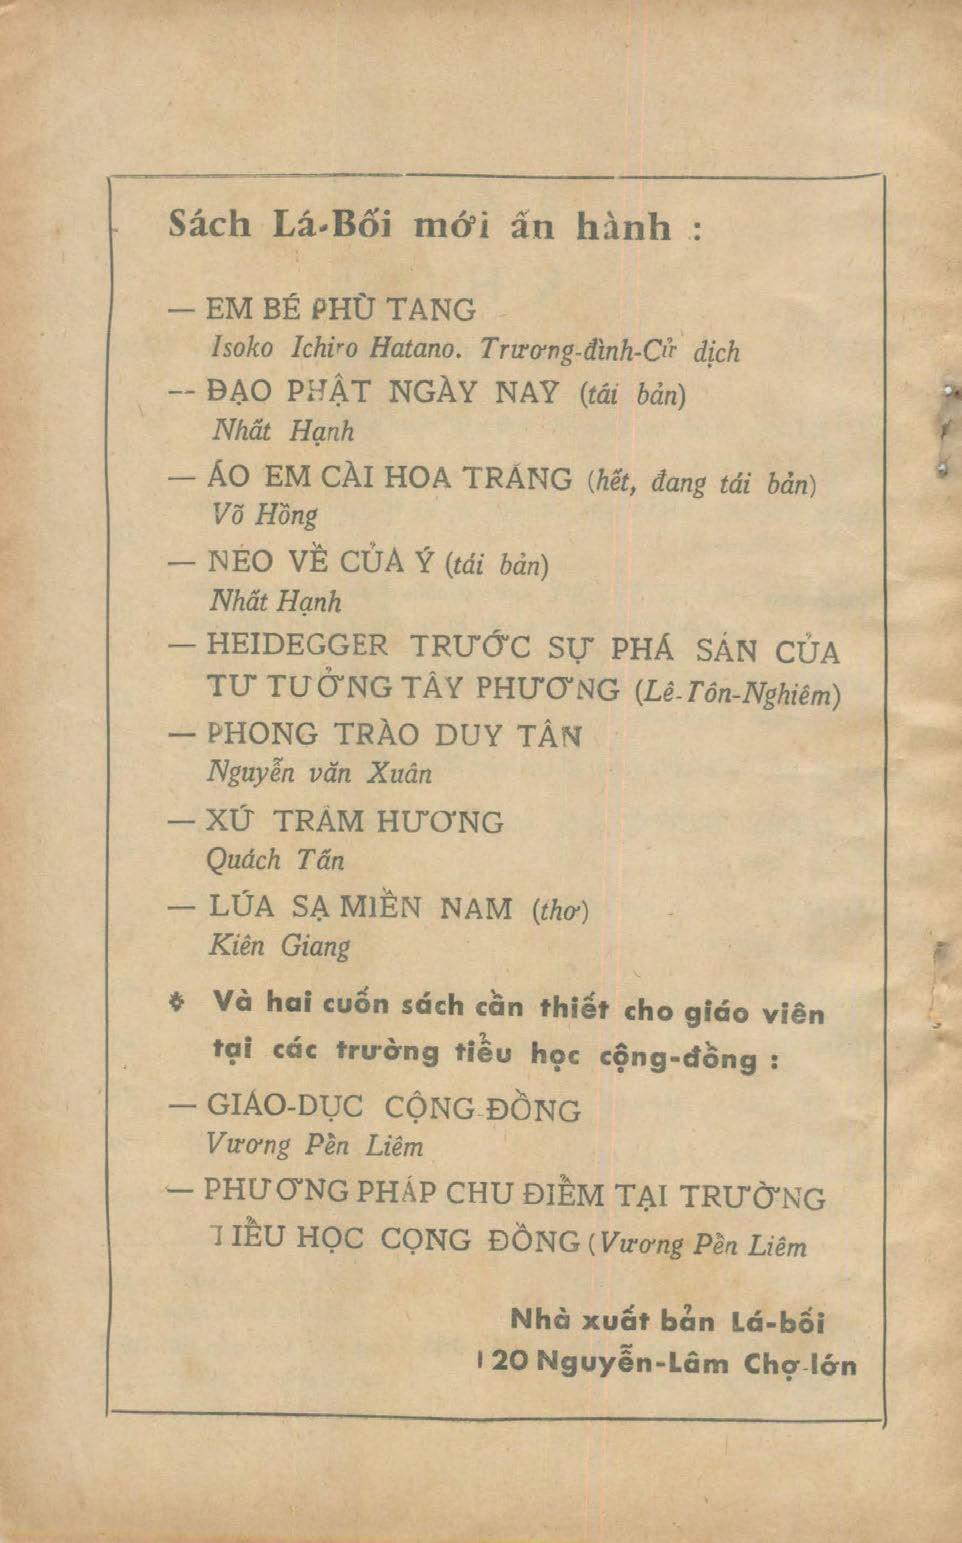 Sách Lá-Bối mới ấn hành :
— EM BÉ PHÙ TANG
Isoko Ichiro Hatano. Trương-đình-Cử dịch
— ĐẠO PHẬT NGÀY NAY (tái bản)
Nhất Hạnh
— ÁO EM CÀI HOA TRẮNG (hết, đang tái bản)
Võ Hồng
— NẺO VỀ CỦA Ý (tái bản)
Nhất Hạnh
— HEIDEGGER TRƯỚC SỰ PHÁ SẢN CỦA
TƯ TƯỞNG TÂY PHƯƠNG (Lê-Tôn-Nghiêm)
— PHONG TRÀO DUY TÂN
Nguyễn văn Xuân
— XỨ TRẦM HƯƠNG
Quách Tấn
— LÚA SẠ MIỀN NAM (thơ)
Kiên Giang
Và hai cuốn sách cần thiết cho giáo viên
tại các trường tiểu học cộng-đồng :
— GIÁO-DỤC CỘNG-ĐỒNG
Vương Pền Liêm
— PHƯƠNG PHÁP CHU ĐIỂM TẠI TRƯỜNG
TIỂU HỌC CỌNG ĐỒNG (Vương Pền Liêm
Nhà xuất bản Lá-bối
120 Nguyễn-Lâm Chợ-lớn